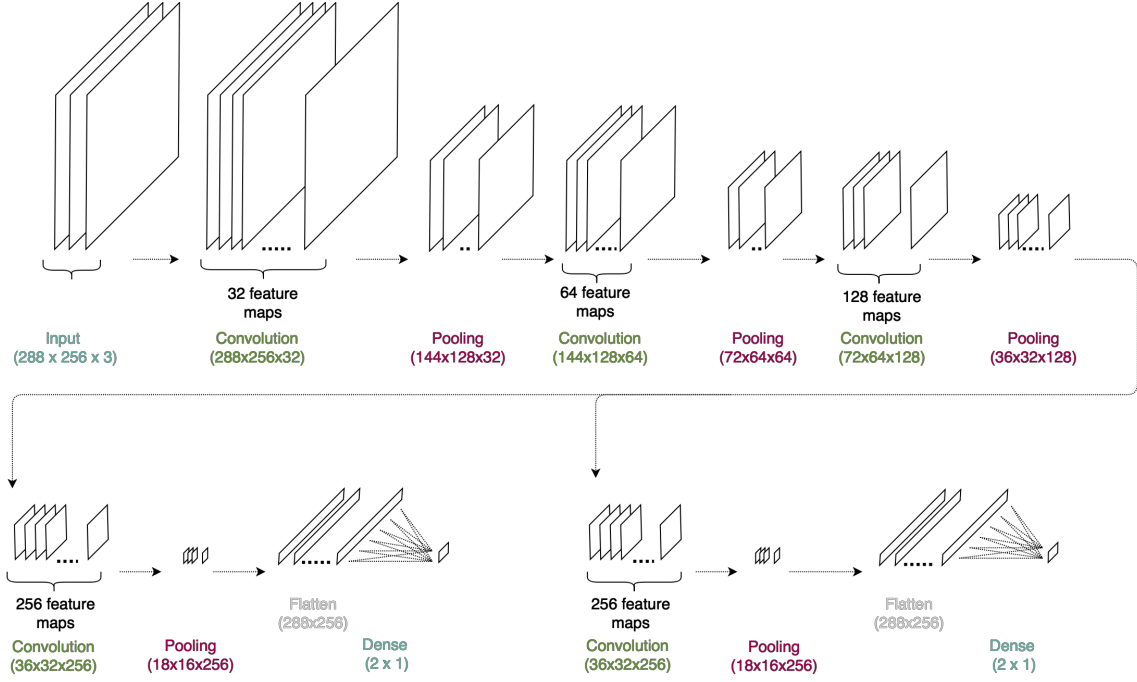 32 feature
maps
64 feature
maps
128 feature
maps
Input
(288 x 256 x 3)
Convolution
(288x256x32)
Pooling
(144x128x32)
Convolution
(144x128x64)
Pooling
(72x64x64)
Convolution
(72x64x128)
Pooling
(36x32x128)
256 feature
maps
Convolution
(36x32x256)
Pooling
(18x16x256)
Flatten
(288x256)
Dense
(2 x 1)
256 feature
maps
Convolution
(36x32x256)
Pooling
(18x16x256)
Flatten
(288x256)
Dense
(2 x 1)